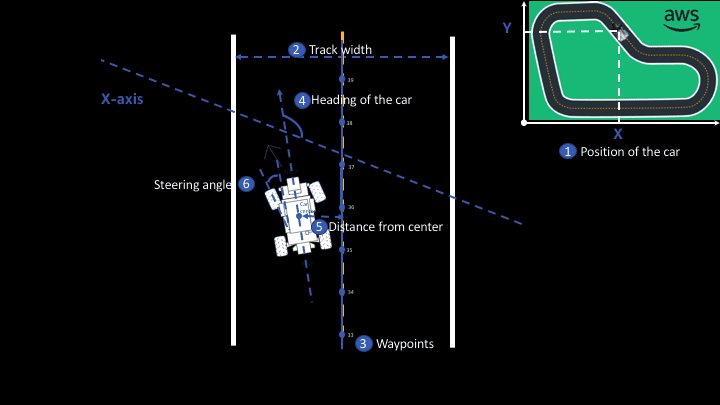 2 Track width
aws
Y
X
1 Position of the car
X-axis
4 Heading of the car
39
38
37
Steering angle 6
36
Car
5 Distance from center
35
34
33
3 Waypoints